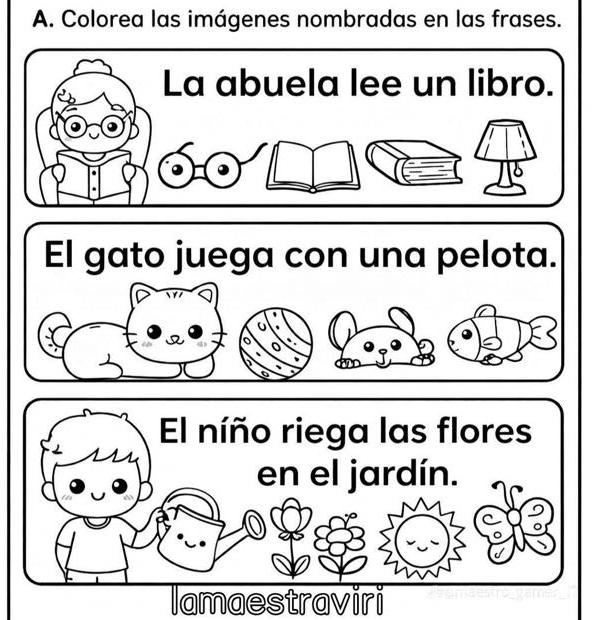 A. Colorea las imágenes nombradas en las frases.
La abuela lee un libro.
El gato juega con una pelota.
El níño riega las flores
en el jardín.
lamaestraviri